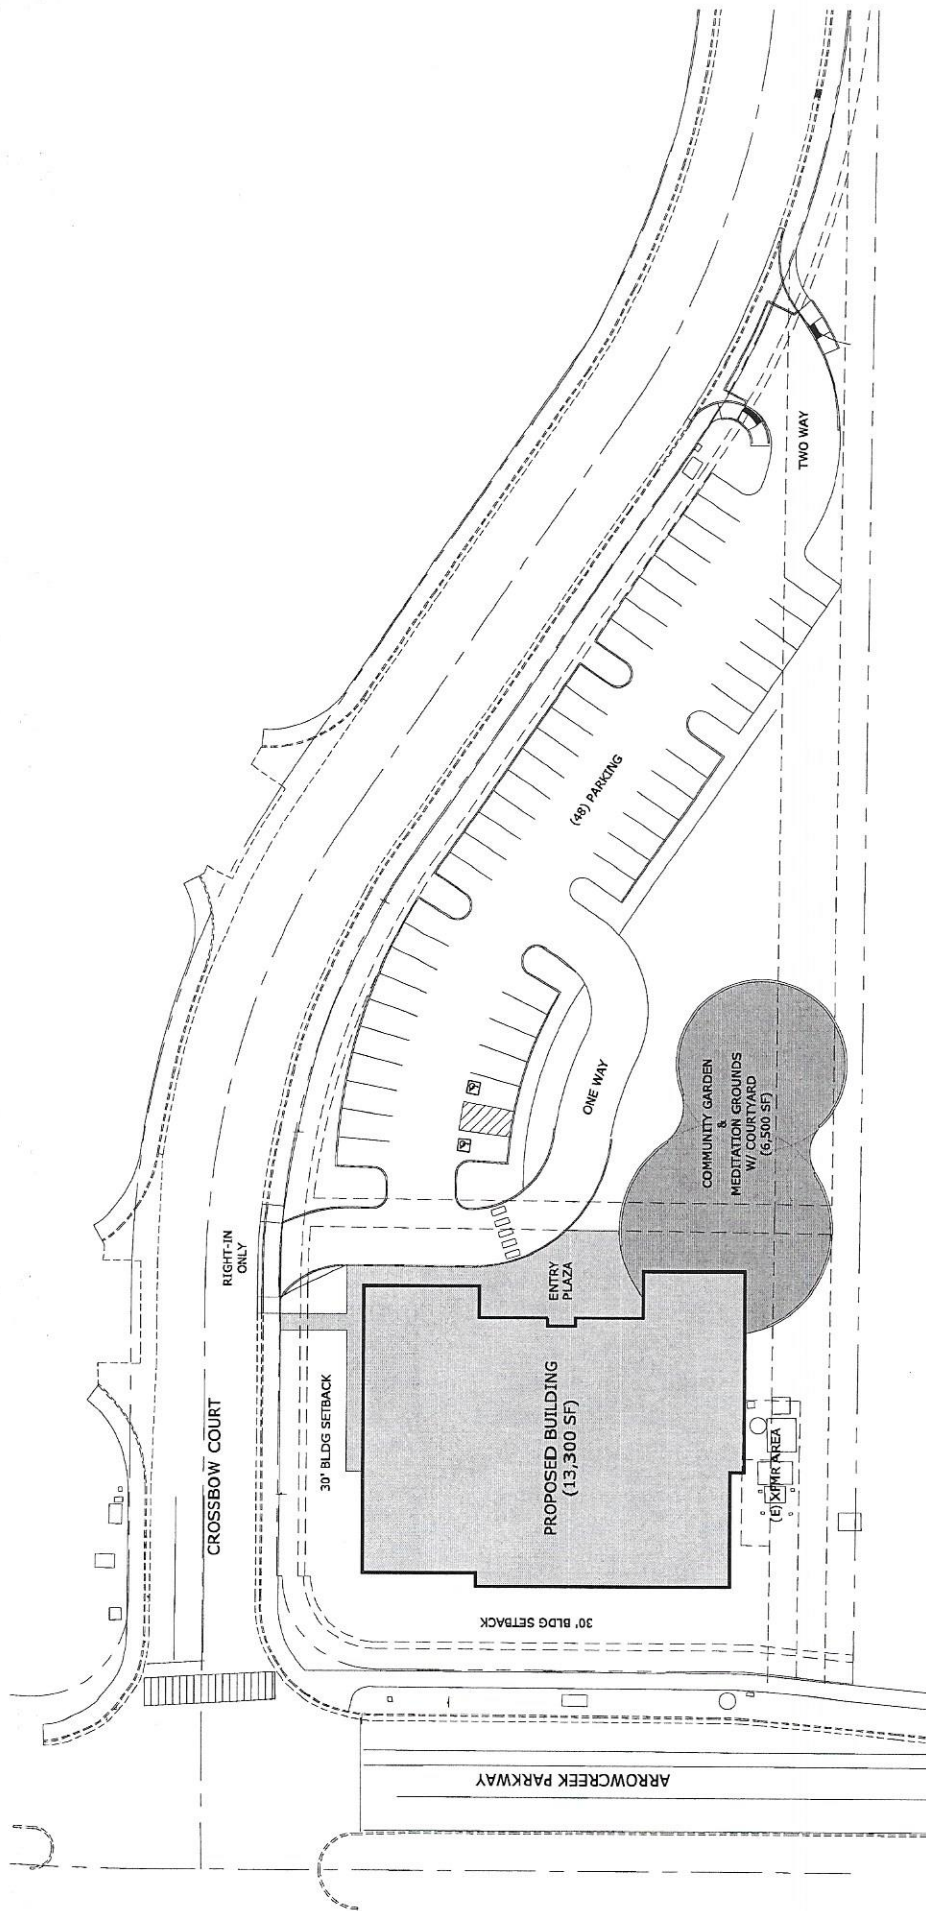 CROSSBOW COURT
RIGHT-IN
ONLY
30' BLDG SETBACK
PROPOSED BUILDING
(13,300 SF)
ENTRY
PLAZA
ONE WAY
(48) PARKING
TWO WAY
COMMUNITY GARDEN
&
MEDITATION GROUNDS
W/ COURTYARD
(6,500 SF)
(E) XFMR AREA
30' BLDG SETBACK
ARROWCREEK PARKWAY